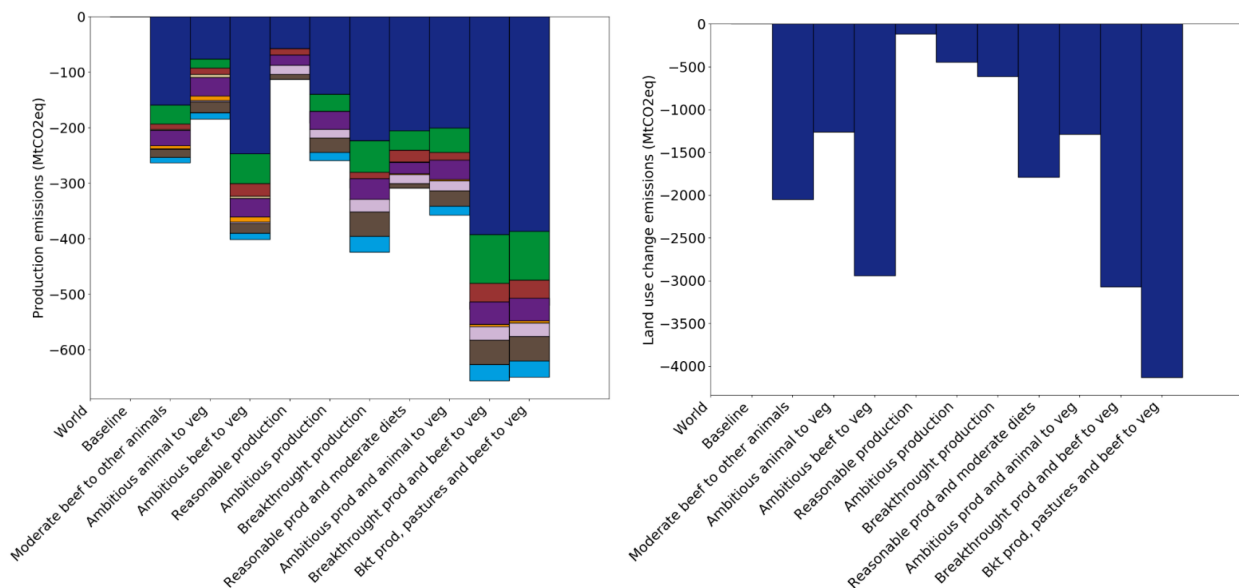 Production emissions (MtCO2eq)
0
−100
−200
−300
−400
−500
−600
World
Baseline
Moderate beef to other animals
Ambitious animal to veg
Ambitious beef to veg
Reasonable production
Ambitious production
Breakthrought production
Reasonable prod and moderate diets
Ambitious prod and animal to veg
Breakthrought prod and beef to veg
Bkt prod, pastures and beef to veg
Land use change emissions (MtCO2eq)
0
−500
−1000
−1500
−2000
−2500
−3000
−3500
−4000
World
Baseline
Moderate beef to other animals
Ambitious animal to veg
Ambitious beef to veg
Reasonable production
Ambitious production
Breakthrought production
Reasonable prod and moderate diets
Ambitious prod and animal to veg
Breakthrought prod and beef to veg
Bkt prod, pastures and beef to veg